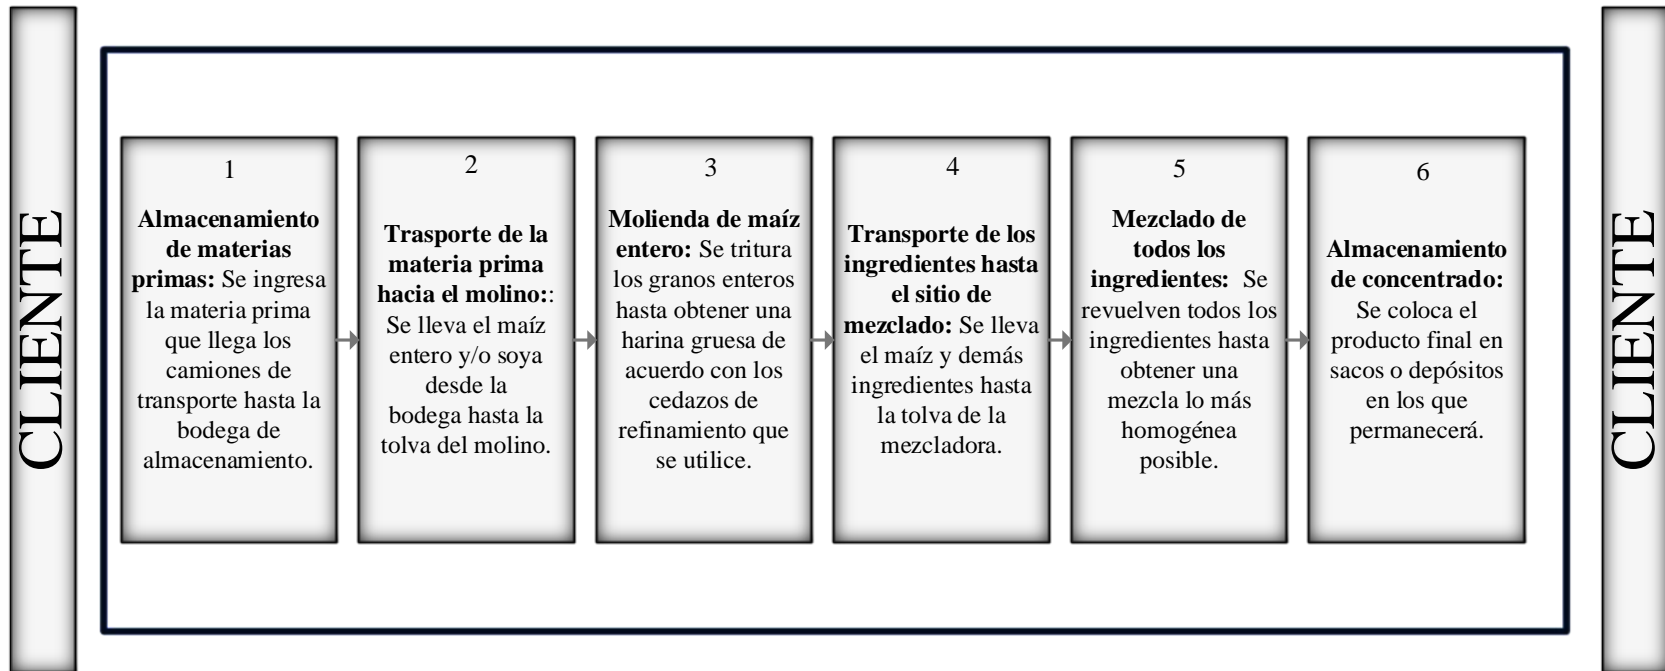 CLIENTE
1
Almacenamiento
de materias
primas: Se ingresa
la materia prima
que llega los
camiones de
transporte hasta la
bodega de
almacenamiento.
2
Trasporte de la
materia prima
hacia el molino::
Se lleva el maíz
entero y/o soya
desde la
bodega hasta la
tolva del molino.
3
Molienda de maíz
entero: Se tritura
los granos enteros
hasta obtener una
harina gruesa de
acuerdo con los
cedazos de
refinamiento que
se utilice.
4
Transporte de los
ingredientes hasta
el sitio de
mezclado: Se lleva
el maíz y demás
ingredientes hasta
la tolva de la
mezcladora.
5
Mezclado de
todos los
ingredientes: Se
revuelven todos los
ingredientes hasta
obtener una
mezcla lo más
homogénea
posible.
6
Almacenamiento
de concentrado:
Se coloca el
producto final en
sacos o depósitos
en los que
permanecerá.
CLIENTE